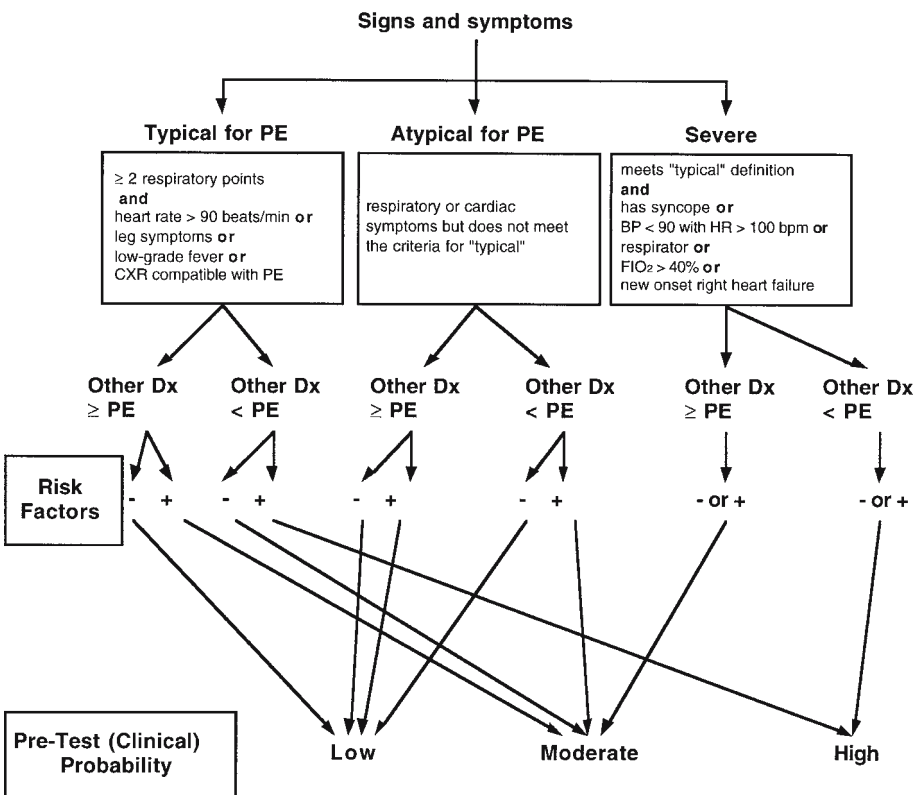 Signs and symptoms
Typical for PE
Atypical for PE
Severe
≥ 2 respiratory points
and
heart rate > 90 beats/min or
leg symptoms or
low-grade fever or
CXR compatible with PE
respiratory or cardiac
symptoms but does not meet
the criteria for "typical"
meets "typical" definition
and
has syncope or
BP < 90 with HR > 100 bpm or
respirator or
FIO₂ > 40% or
new onset right heart failure
Other Dx
≥ PE
Other Dx
< PE
Other Dx
≥ PE
Other Dx
< PE
Other Dx
≥ PE
Other Dx
< PE
Risk
Factors
- + - + - + - + - or + - or +
Pre-Test (Clinical)
Probability
Low Moderate High